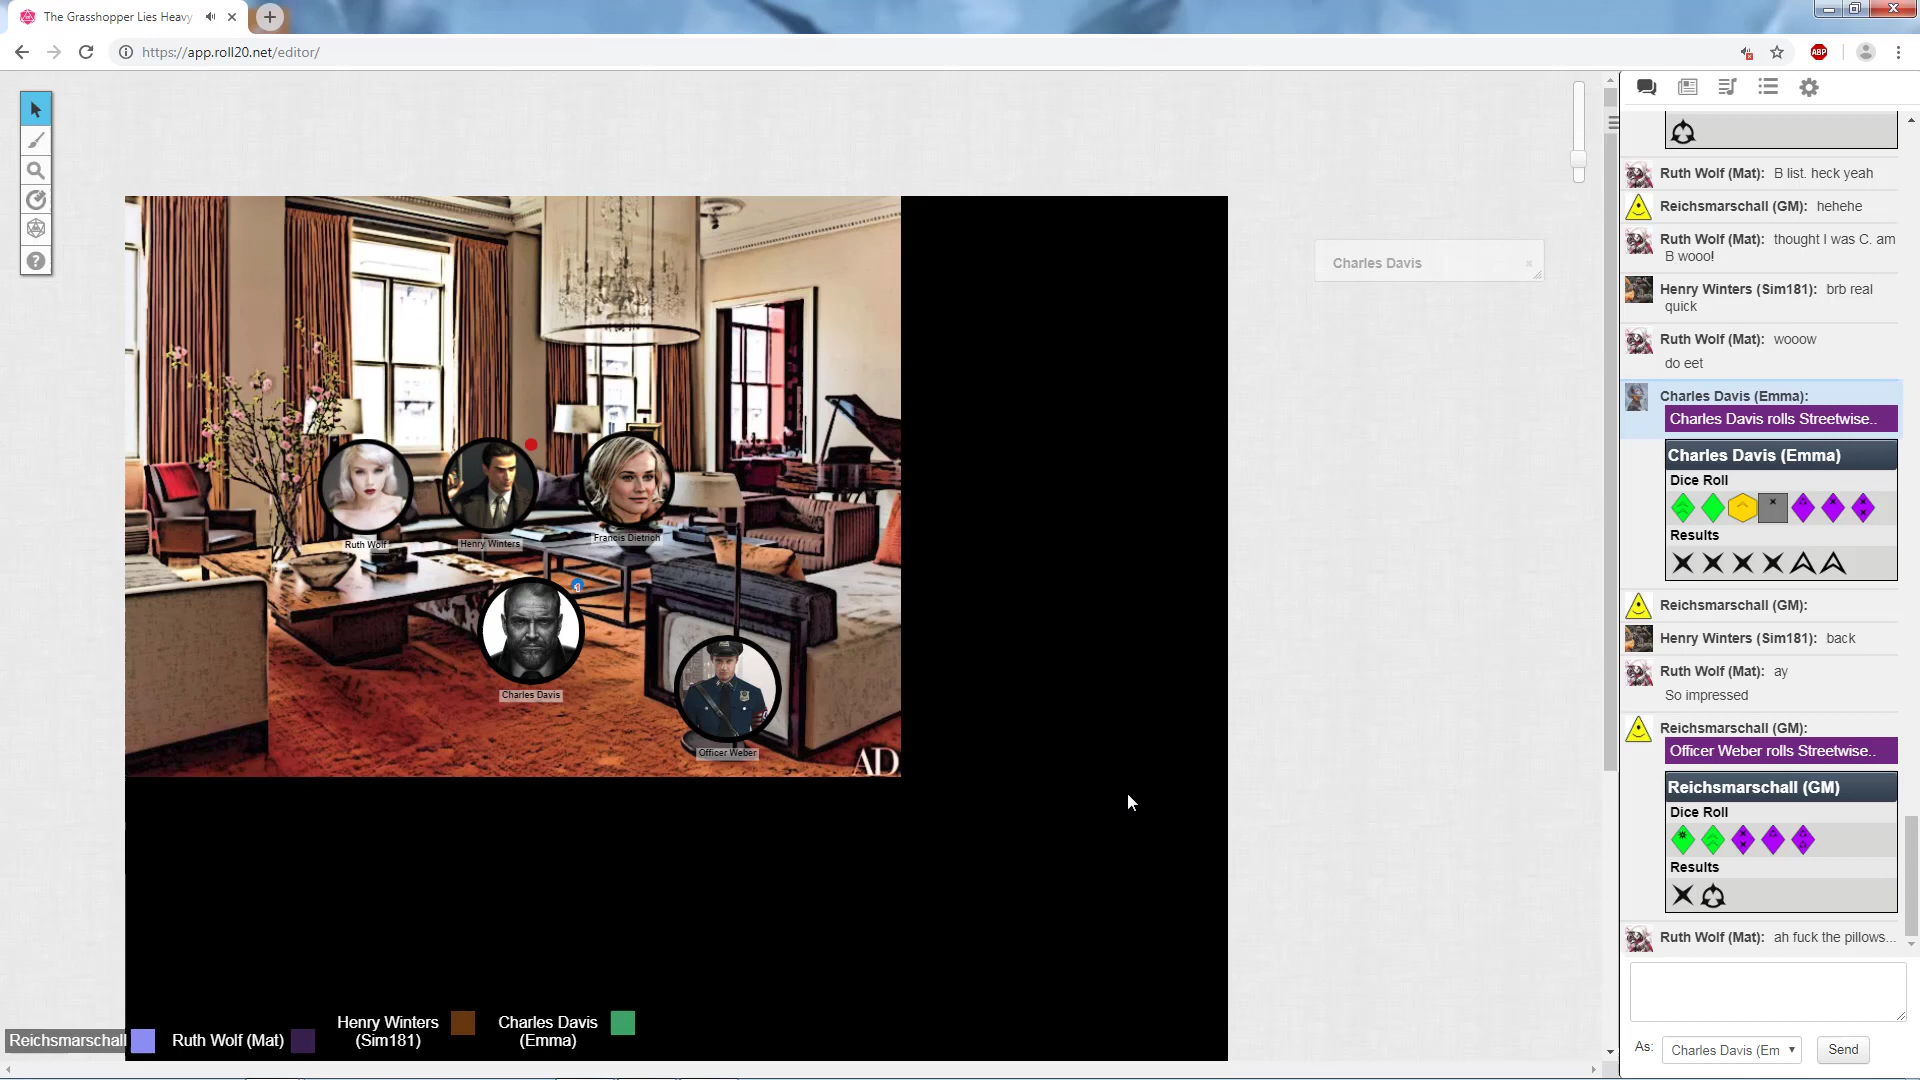 The Grasshopper Lies Heavy
https://app.roll20.net/editor/
ABP
Charles Davis
Ruth Wolf
Henry Winters
Francis Dietrich
Charles Davis
Officer Weber
AD
Reichsmarschall
Ruth Wolf (Mat)
Henry Winters
(Sim181)
Charles Davis
(Emma)
Ruth Wolf (Mat): B list. heck yeah
Reichsmarschall (GM): hehehe
Ruth Wolf (Mat): thought I was C. am
B wooo!
Henry Winters (Sim181): brb real
quick
Ruth Wolf (Mat): wooow
do eet
Charles Davis (Emma):
Charles Davis rolls Streetwise..
Charles Davis (Emma)
Dice Roll
Results
Reichsmarschall (GM):
Henry Winters (Sim181): back
Ruth Wolf (Mat): ay
So impressed
Reichsmarschall (GM):
Officer Weber rolls Streetwise..
Reichsmarschall (GM)
Dice Roll
Results
Ruth Wolf (Mat): ah fuck the pillows...
As: Charles Davis (Em
Send